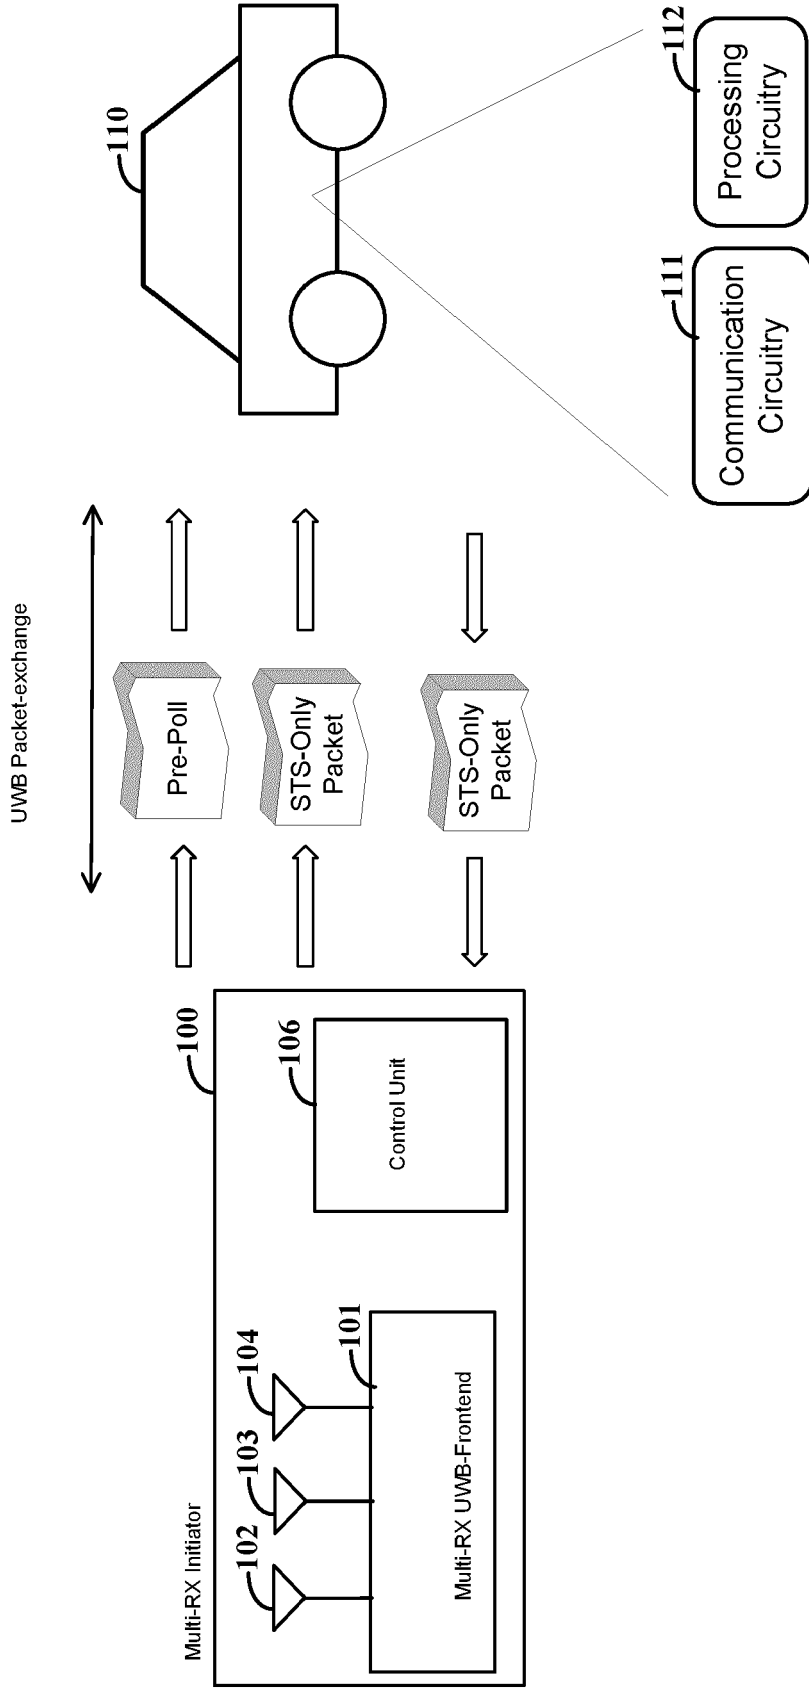 UWB Packet-exchange
Multi-RX Initiator
100
102
103
104
101
Multi-RX UWB-Frontend
106
Control Unit
Pre-Poll
STS-Only
Packet
STS-Only
Packet
110
111
Communication
Circuitry
112
Processing
Circuitry